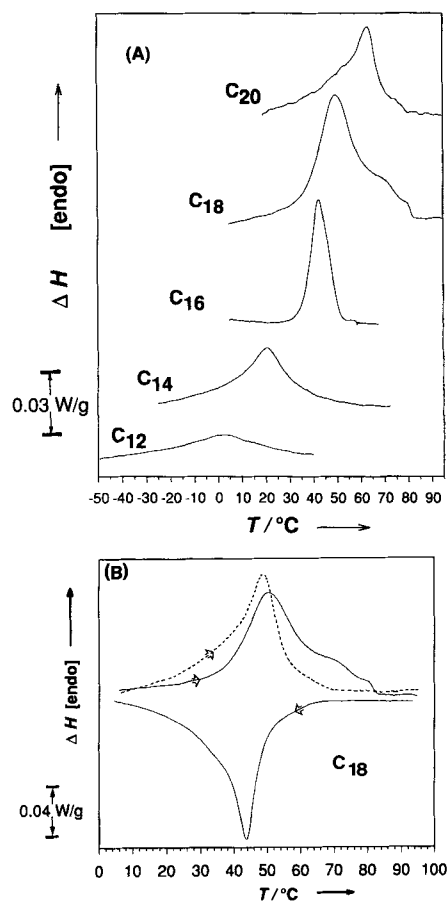 (A)
C20
C18
C16
C14
C12
Δ H [endo]
0.03 W/g
-50 -40 -30 -20 -10 0 10 20 30 40 50 60 70 80 90
T / °C
(B)
Δ H [endo]
C18
0.04 W/g
0 10 20 30 40 50 60 70 80 90 100
T / °C